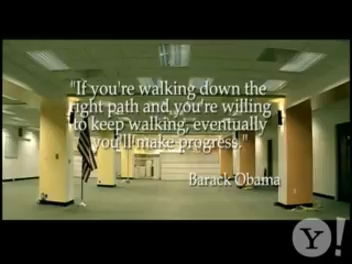 "If you're walking down the
right path and you're willing
to keep walking, eventually
you'll make progress."
Barack Obama
Y!